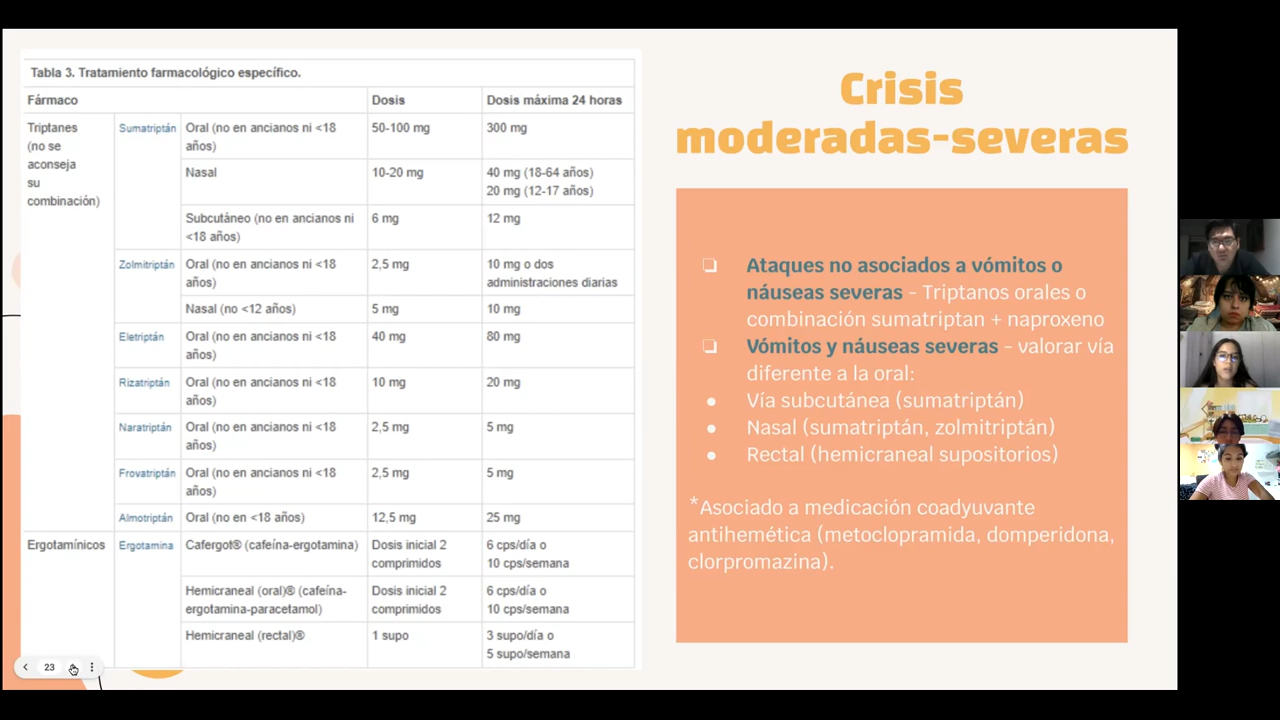 Tabla 3. Tratamiento farmacológico específico.
Fármaco Dosis Dosis máxima 24 horas
Triptanes
(no se
aconseja
su
combinación)
Sumatriptán
Oral (no en ancianos ni <18
años)
50-100 mg
300 mg
Nasal
10-20 mg
40 mg (18-64 años)
20 mg (12-17 años)
Subcutáneo (no en ancianos ni
<18 años)
6 mg
12 mg
Zolmitriptán
Oral (no en ancianos ni <18
años)
2,5 mg
10 mg o dos
administraciones diarias
Nasal (no <12 años)
5 mg
10 mg
Eletriptán
Oral (no en ancianos ni <18
años)
40 mg
80 mg
Rizatriptán
Oral (no en ancianos ni <18
años)
10 mg
20 mg
Naratriptán
Oral (no en ancianos ni <18
años)
2,5 mg
5 mg
Frovatriptán
Oral (no en ancianos ni <18
años)
2,5 mg
5 mg
Almotriptán
Oral (no en <18 años)
12,5 mg
25 mg
Ergotamínicos
Ergotamina
Cafergot® (cafeína-ergotamina)
Dosis inicial 2
comprimidos
6 cps/día o
10 cps/semana
Hemicraneal (oral)® (cafeína-
ergotamina-paracetamol)
Dosis inicial 2
comprimidos
6 cps/día o
10 cps/semana
Hemicraneal (rectal)®
1 supo
3 supo/día o
5 supo/semana
23
Crisis
moderadas-severas
❏ Ataques no asociados a vómitos o
náuseas severas - Triptanos orales o
combinación sumatriptan + naproxeno
❏ Vómitos y náuseas severas - valorar vía
diferente a la oral:
● Vía subcutánea (sumatriptán)
● Nasal (sumatriptán, zolmitriptán)
● Rectal (hemicraneal supositorios)
*Asociado a medicación coadyuvante
antihemética (metoclopramida, domperidona,
clorpromazina).